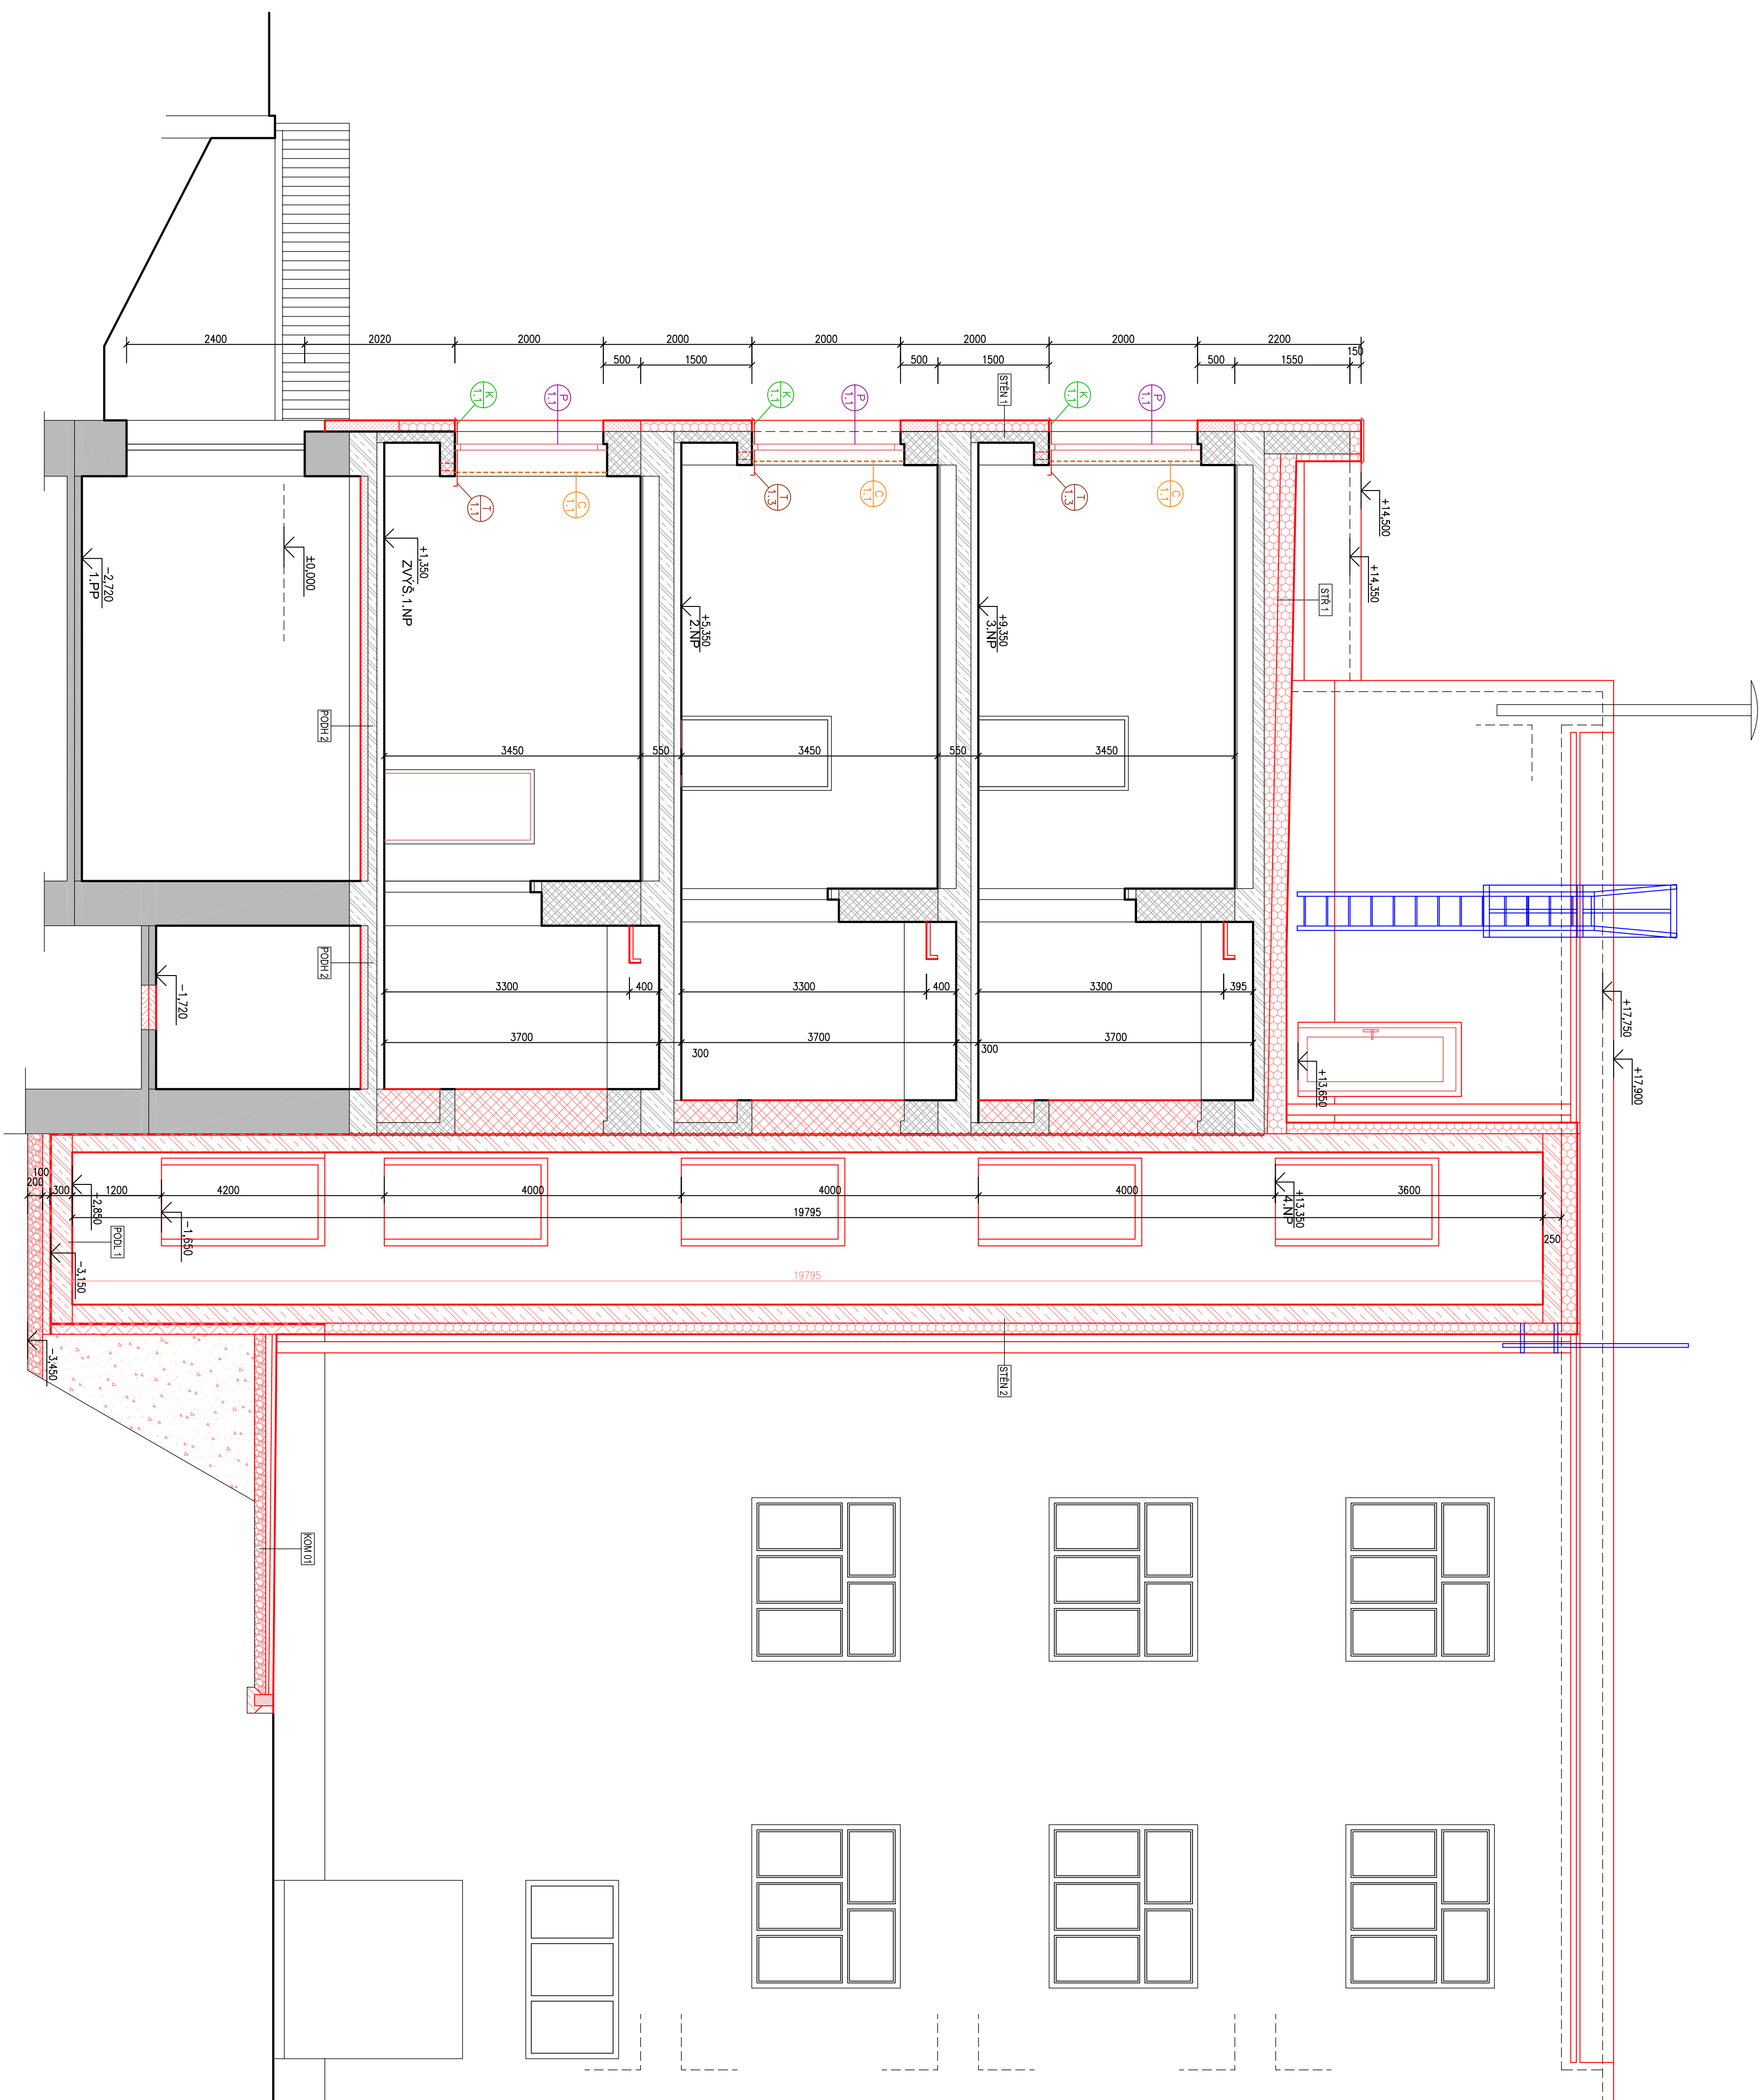 2400
2020
2000
2000
2000
2000
2000
2200
500
1500
500
1500
500
1550
150
K
1.1
P
1.1
K
1.1
P
1.1
STĚN 1
K
1.1
P
1.1
T
1.1
C
1.1
T
1.3
C
1.1
T
1.3
C
1.1
+14,500
+14,350
STŘ 1
±0,000
-2,720
1.PP
+1,350
ZVÝŠ.1.NP
+5,350
2.NP
+9,350
3.NP
PODH 2
3450
550
3450
550
3450
PODH 2
-1,720
3300
400
3300
400
3300
395
3700
300
3700
300
3700
+17,750
+17,900
+13,650
100
200
300
1200
4200
4000
4000
4000
3600
-2,850
-1,650
19795
250
+13,350
4.NP
PODL 1
-3,150
19795
-3,450
STĚN 2
KOM 01